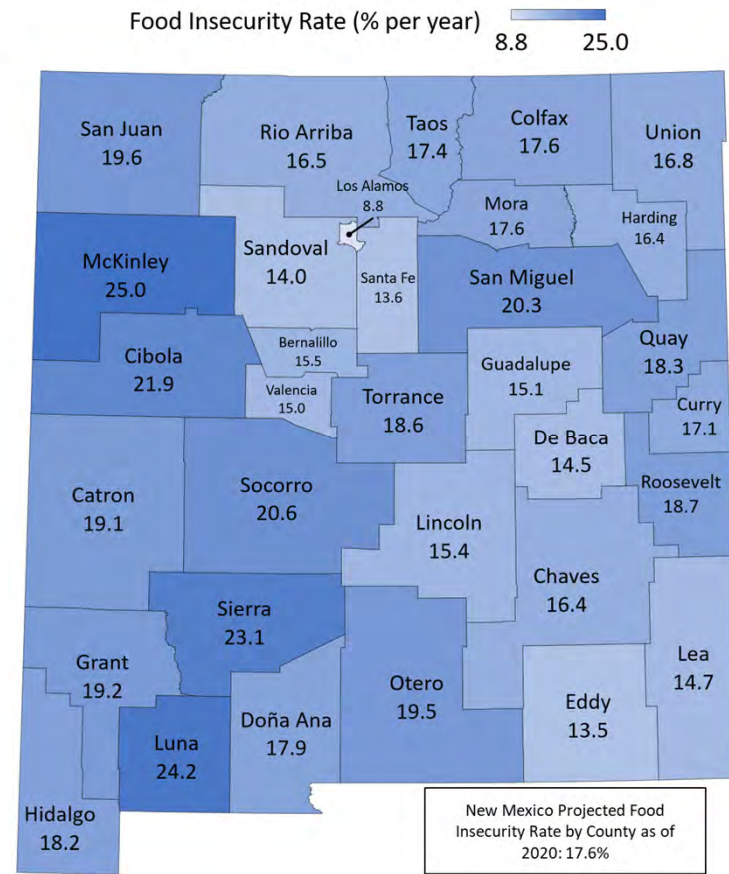 Food Insecurity Rate (% per year)
8.8
25.0
San Juan
19.6
Rio Arriba
16.5
Taos
17.4
Colfax
17.6
Union
16.8
Los Alamos
8.8
Mora
17.6
Harding
16.4
McKinley
25.0
Sandoval
14.0
Santa Fe
13.6
San Miguel
20.3
Cibola
21.9
Bernalillo
15.5
Quay
18.3
Guadalupe
15.1
Valencia
15.0
Torrance
18.6
Curry
17.1
De Baca
14.5
Catron
19.1
Socorro
20.6
Roosevelt
18.7
Lincoln
15.4
Chaves
16.4
Sierra
23.1
Grant
19.2
Otero
19.5
Lea
14.7
Eddy
13.5
Doña Ana
17.9
Luna
24.2
Hidalgo
18.2
New Mexico Projected Food
Insecurity Rate by County as of
2020: 17.6%